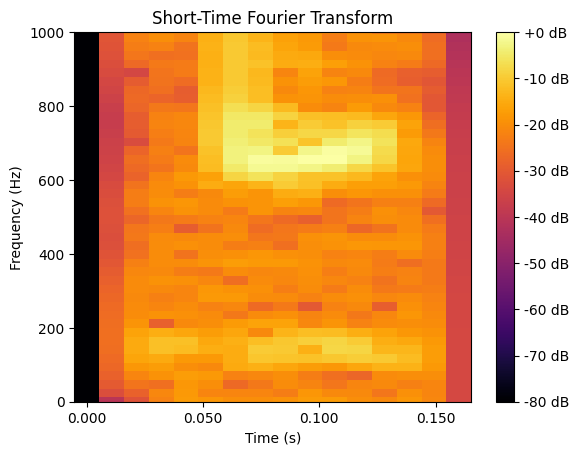 Short-Time Fourier Transform
Frequency (Hz)
1000
800
600
400
200
0
0.000
0.050
0.100
0.150
Time (s)
+0 dB
-10 dB
-20 dB
-30 dB
-40 dB
-50 dB
-60 dB
-70 dB
-80 dB